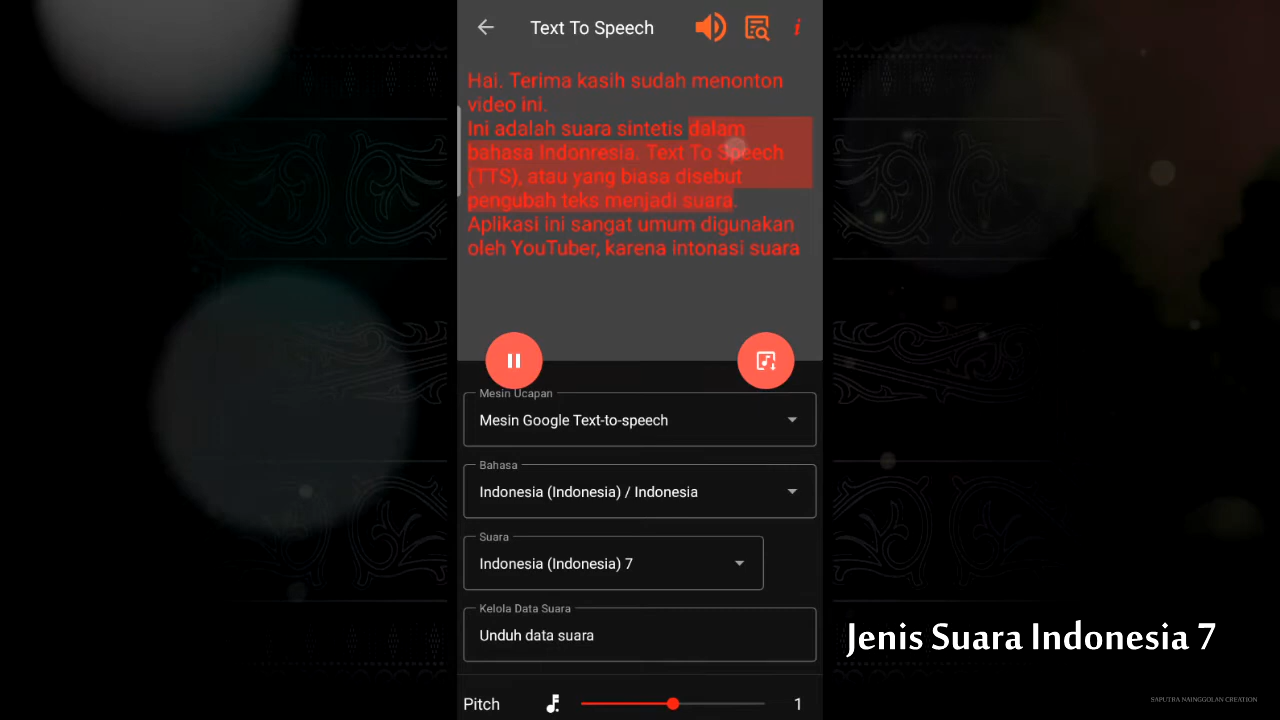 Text To Speech
i
Hai. Terima kasih sudah menonton
video ini.
Ini adalah suara sintetis dalam
bahasa Indonresia. Text To Speech
(TTS), atau yang biasa disebut
pengubah teks menjadi suara.
Aplikasi ini sangat umum digunakan
oleh YouTuber, karena intonasi suara
Mesin Ucapan
Mesin Google Text-to-speech
Bahasa
Indonesia (Indonesia) / Indonesia
Suara
Indonesia (Indonesia) 7
Kelola Data Suara
Unduh data suara
Pitch 1
Jenis Suara Indonesia 7
SAPUTRA NAINGGOLAN CREATION